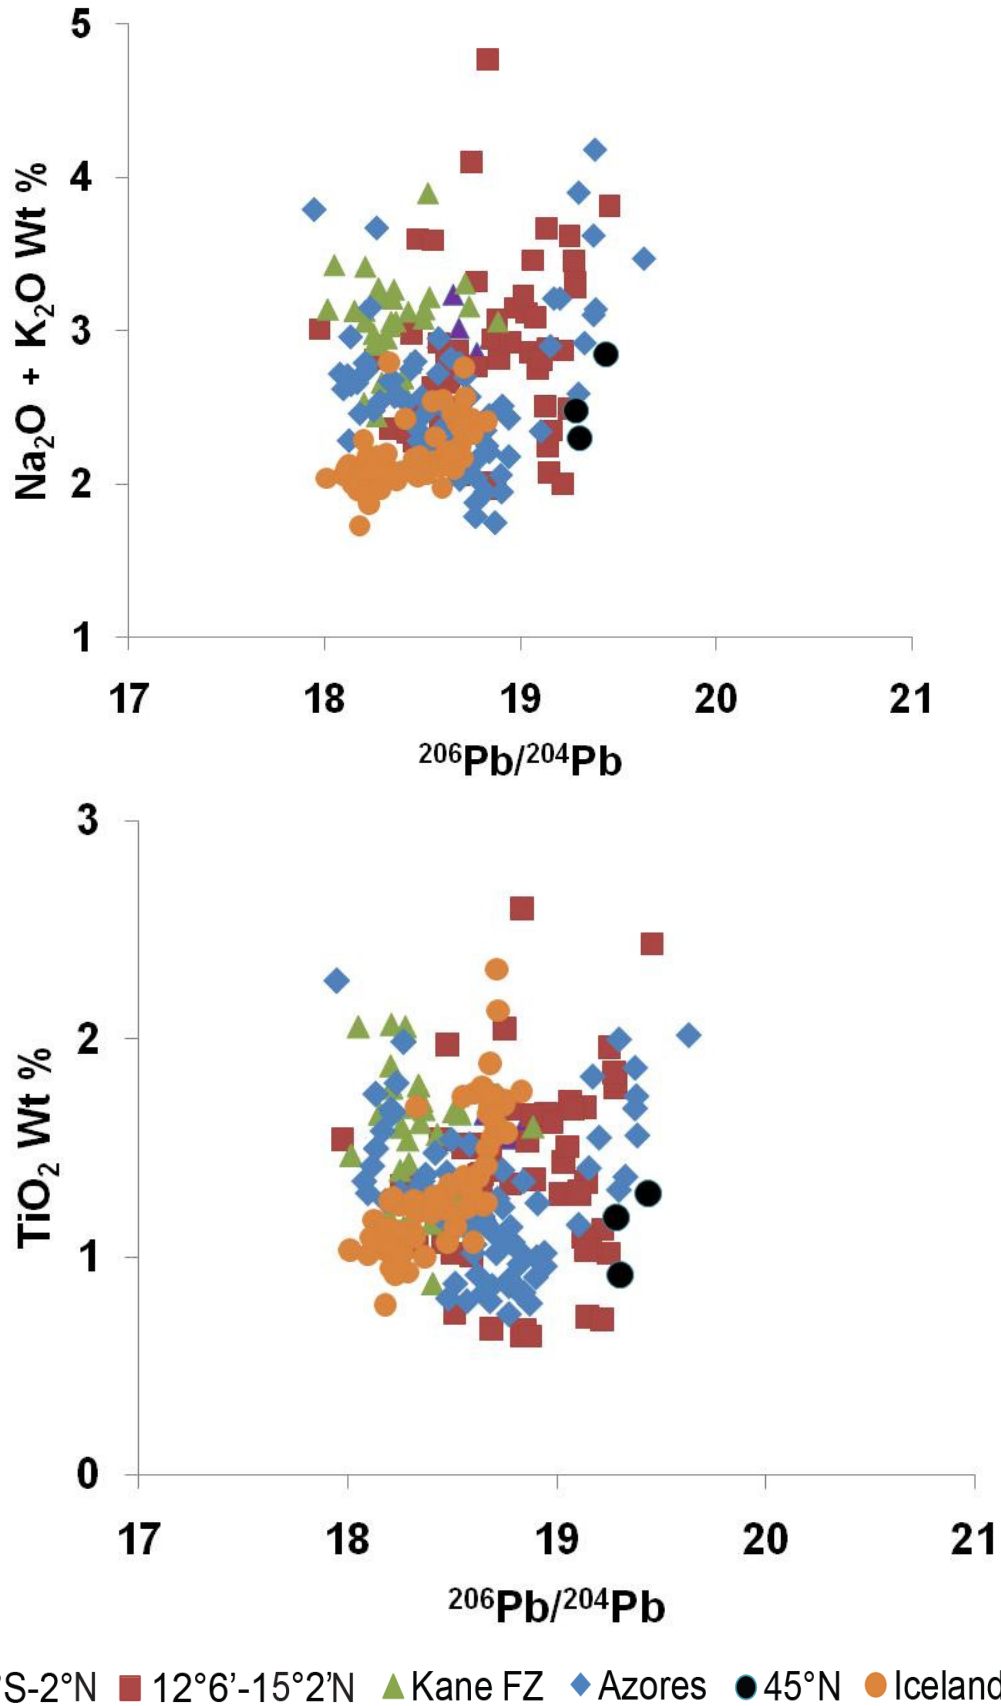 5
4
3
2
1
Na₂O + K₂O Wt %
17 18 19 20 21
²⁰⁶Pb/²⁰⁴Pb
3
2
1
0
TiO₂ Wt %
17 18 19 20 21
²⁰⁶Pb/²⁰⁴Pb
°S-2°N 12°6’-15°2’N Kane FZ Azores 45°N Iceland